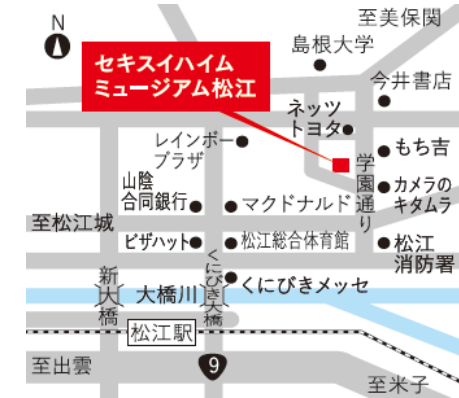 至美保関
N
島根大学
セキスイハイム
ミュージアム松江
今井書店
ネッツ
トヨタ
レインボー
プラザ
もち吉
学園通り
山陰
合同銀行
マクドナルド
カメラの
キタムラ
至松江城
ピザハット
松江総合体育館
松江
消防署
くにびきメッセ
新大橋
大橋川
くにびき大橋
松江駅
至出雲
9
至米子